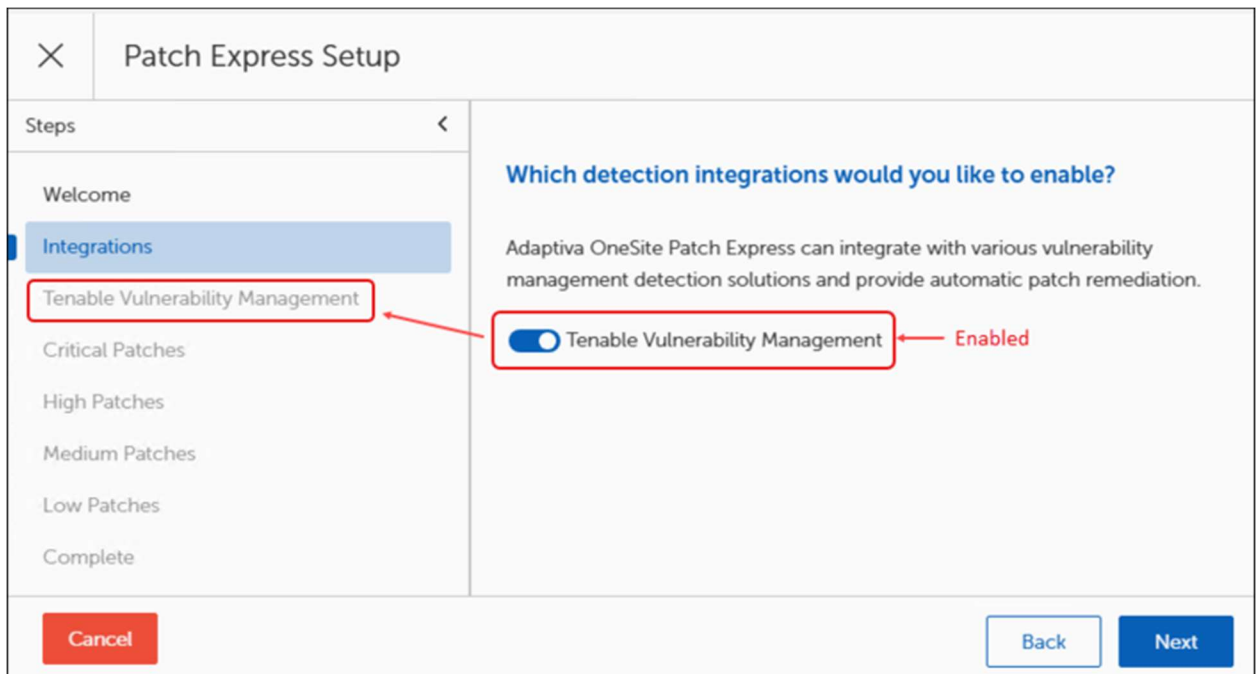 Patch Express Setup
Steps
Welcome
Integrations
Tenable Vulnerability Management
Critical Patches
High Patches
Medium Patches
Low Patches
Complete
Which detection integrations would you like to enable?
Adaptiva OneSite Patch Express can integrate with various vulnerability
management detection solutions and provide automatic patch remediation.
Tenable Vulnerability Management
Enabled
Cancel
Back
Next